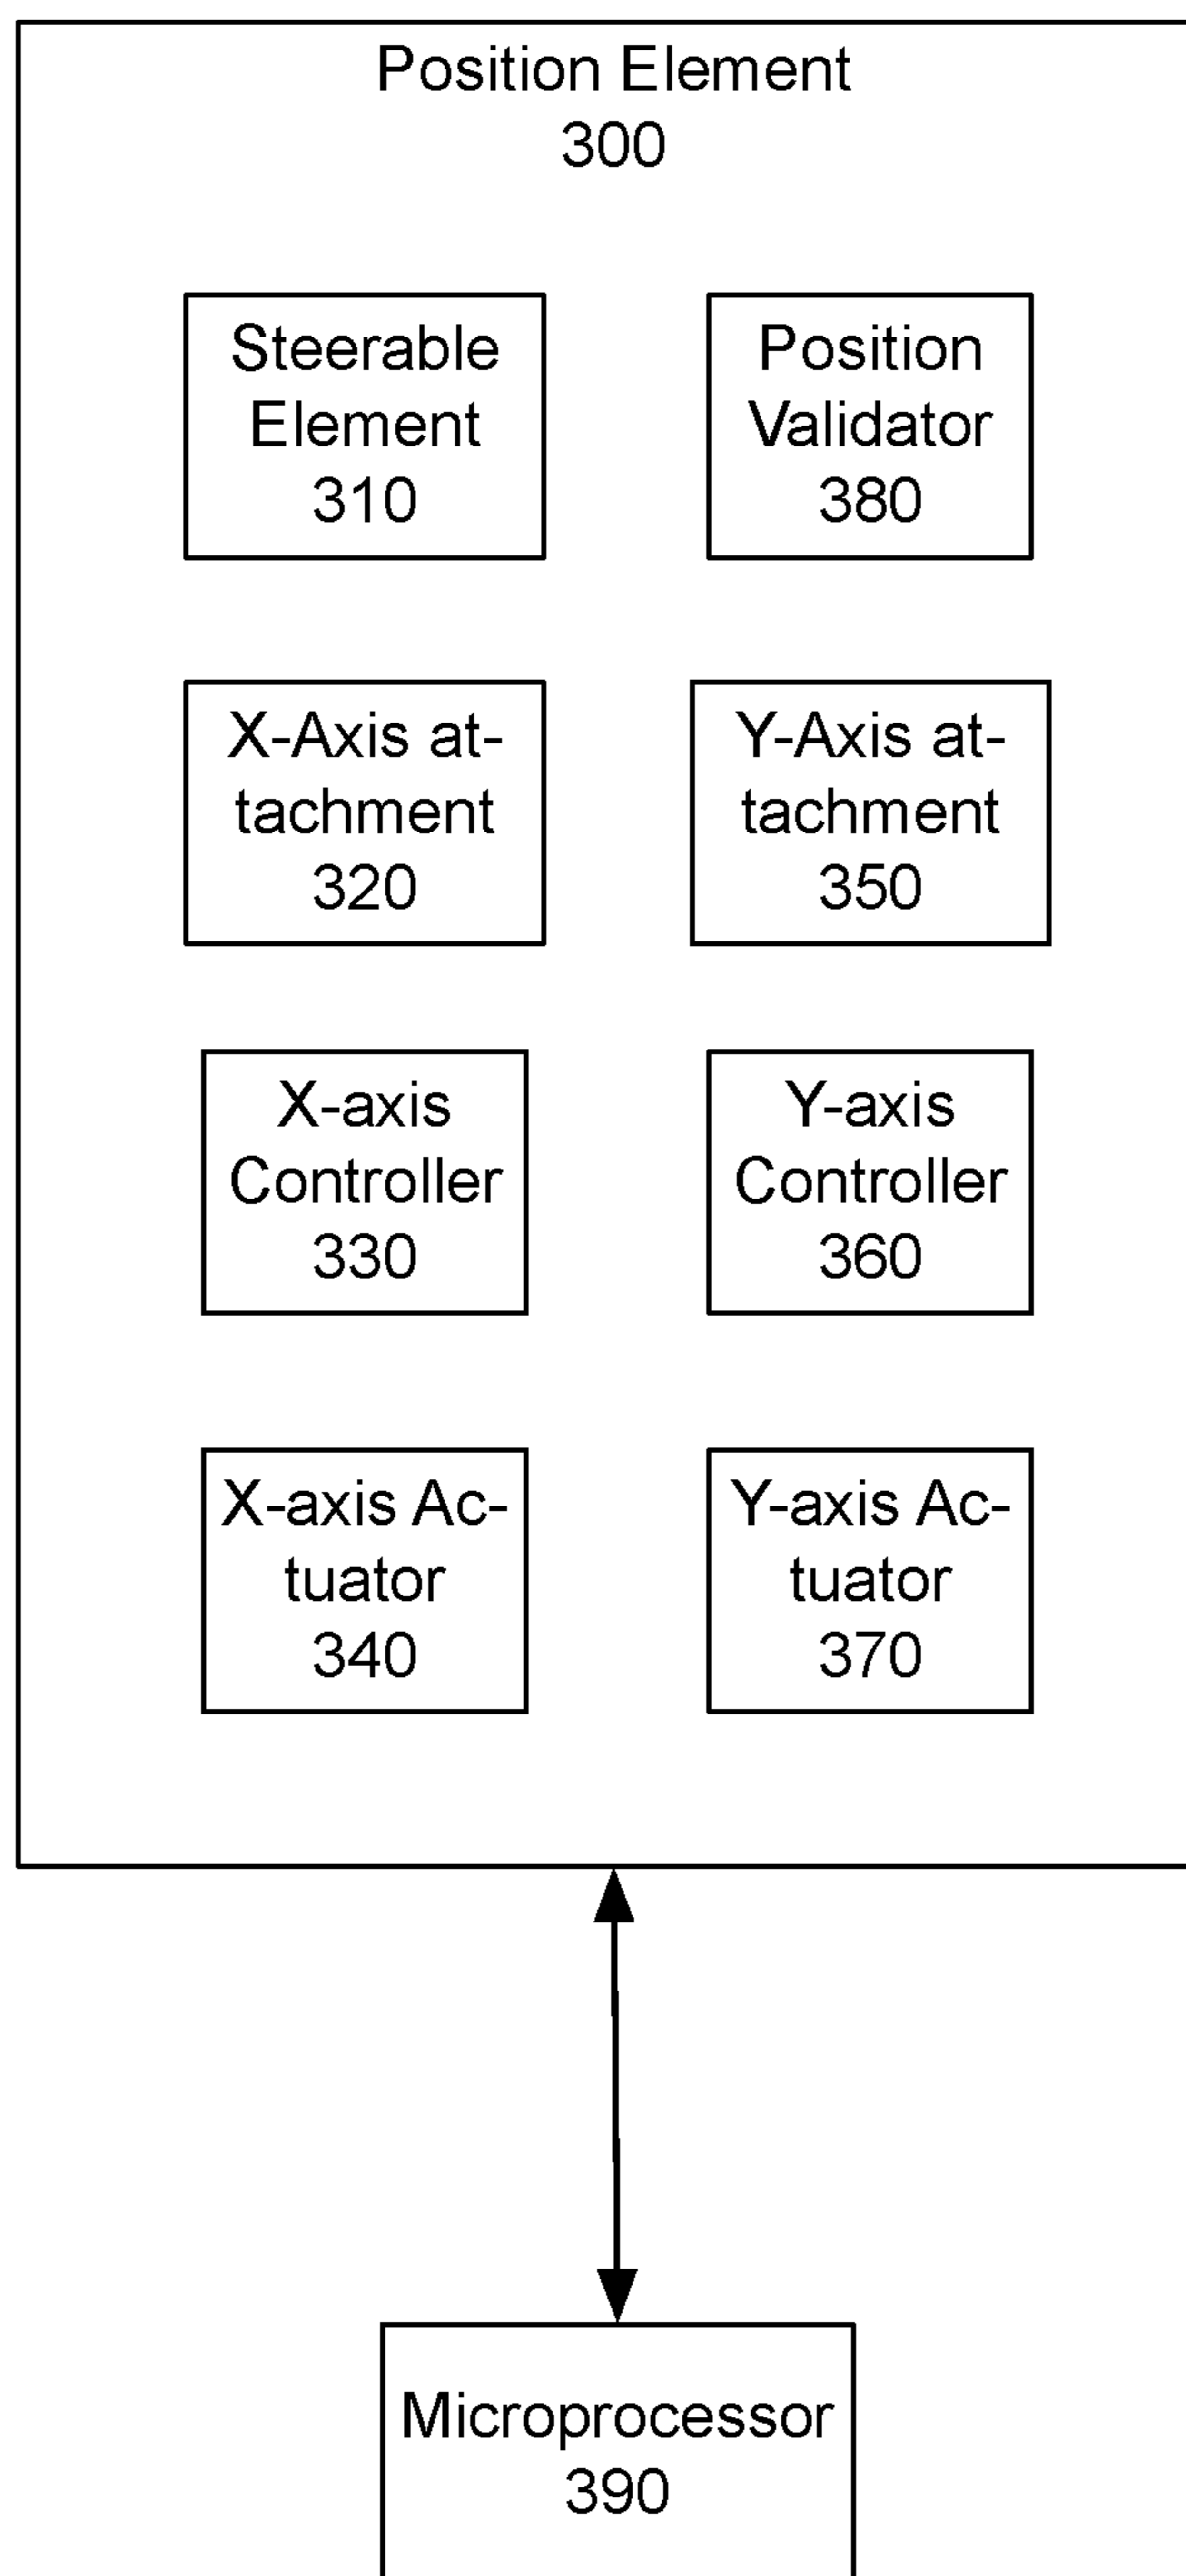 Position Element
300
Steerable
Element
310
Position
Validator
380
X-Axis at-
tachment
320
Y-Axis at-
tachment
350
X-axis
Controller
330
Y-axis
Controller
360
X-axis Ac-
tuator
340
Y-axis Ac-
tuator
370
Microprocessor
390